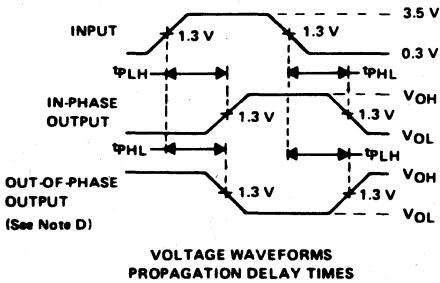 3.5 V
INPUT
1.3 V
1.3 V
0.3 V
tPLH
tPHL
VOH
IN-PHASE
OUTPUT
1.3 V
1.3 V
VOL
tPHL
tPLH
VOH
OUT-OF-PHASE
OUTPUT
(See Note D)
1.3 V
1.3 V
VOL
VOLTAGE WAVEFORMS
PROPAGATION DELAY TIMES